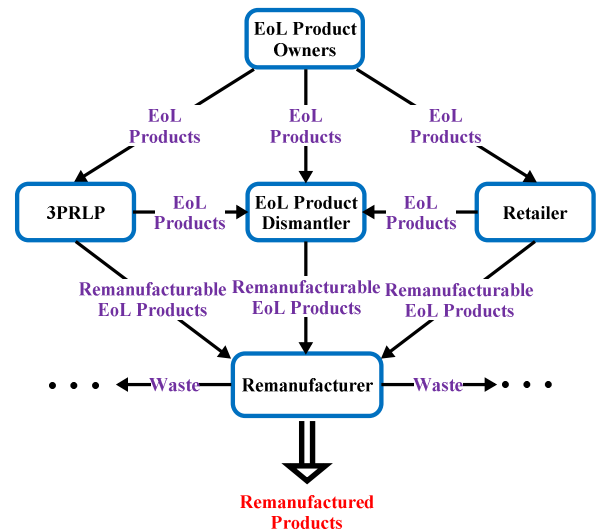 EoL Product
Owners
EoL
Products
EoL
Products
EoL
Products
3PRLP
EoL
Products
EoL Product
Dismantler
EoL
Products
Retailer
Remanufacturable
EoL Products
Remanufacturable
EoL Products
Remanufacturable
EoL Products
Waste
Remanufacturer
Waste
Remanufactured
Products